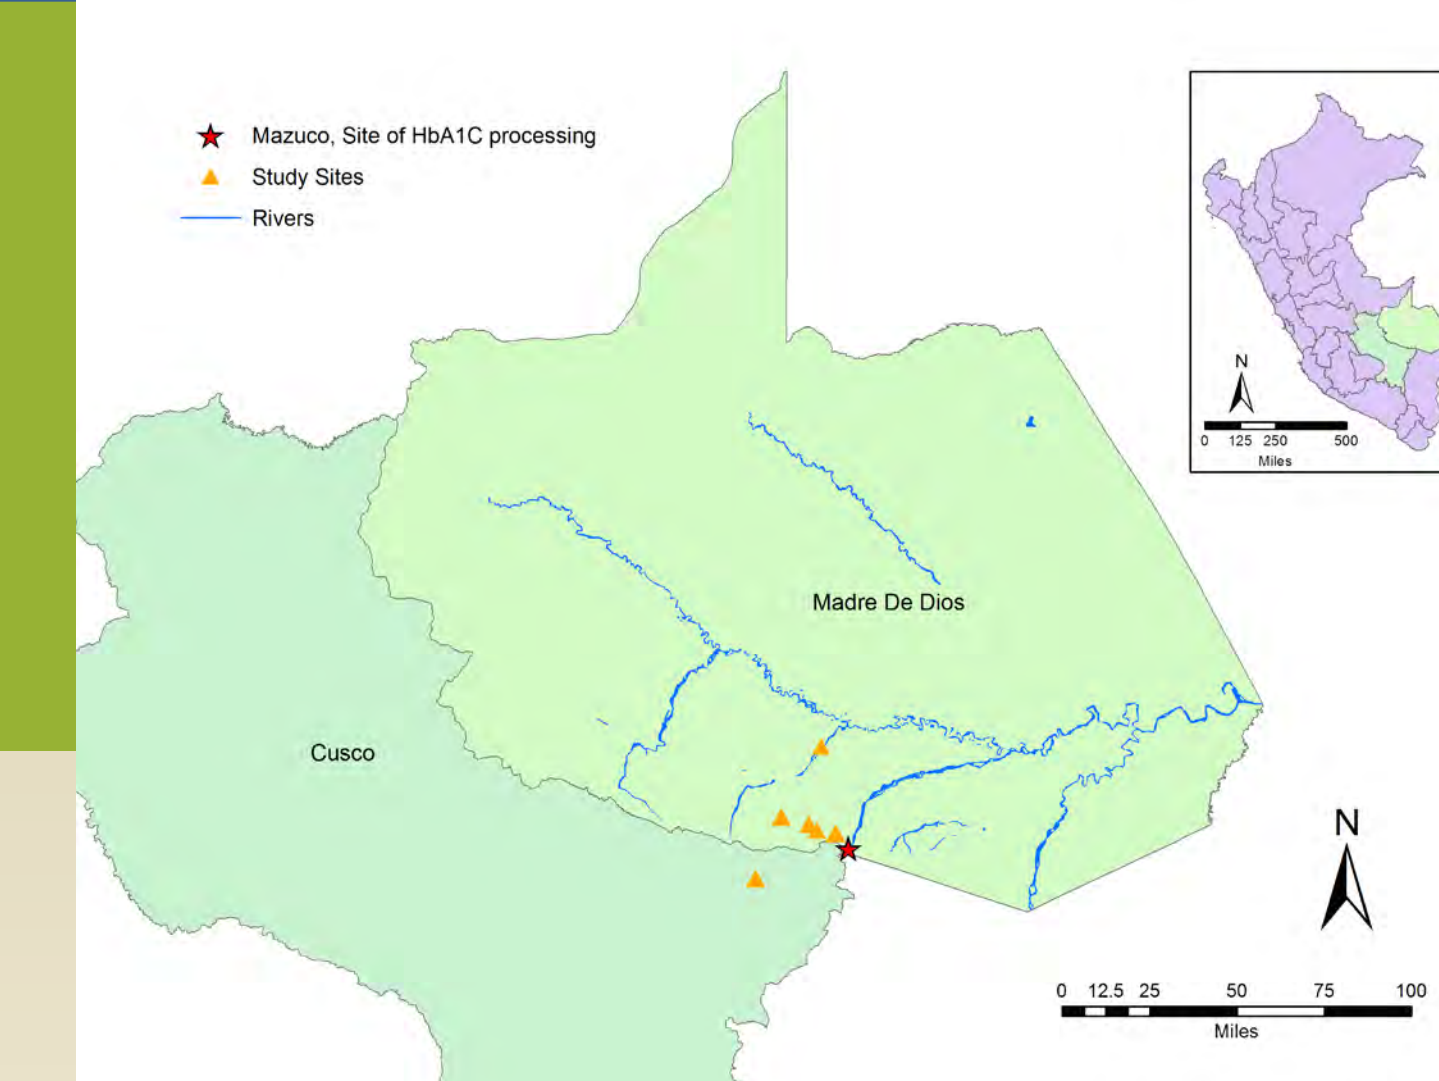 Mazuco, Site of HbA1C processing
Study Sites
Rivers
N
0 125 250 500
Miles
Madre De Dios
Cusco
N
0 12.5 25 50 75 100
Miles